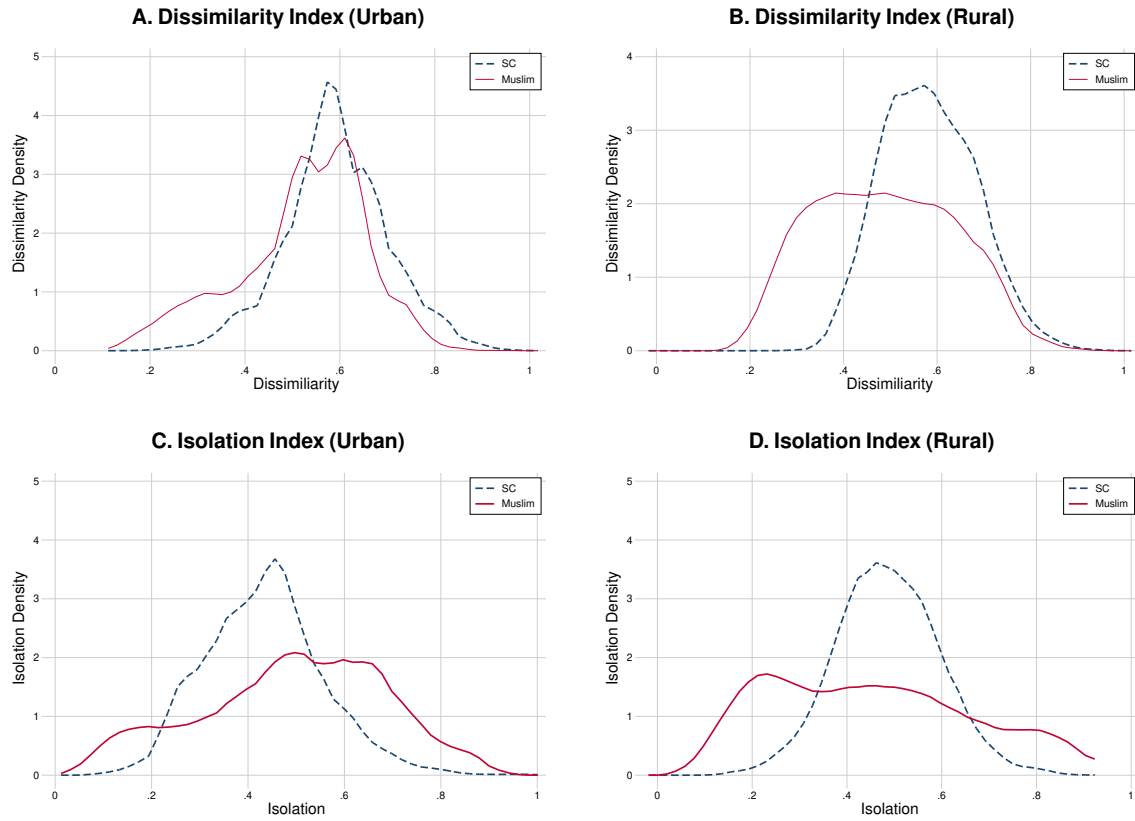 A. Dissimilarity Index (Urban)
5
4
3
2
1
0
Dissimilarity Density
0
.2
.4
.6
.8
1
Dissimiliarity
SC
Muslim
B. Dissimilarity Index (Rural)
4
3
2
1
0
Dissimilarity Density
0
.2
.4
.6
.8
1
Dissimiliarity
SC
Muslim
C. Isolation Index (Urban)
5
4
3
2
1
0
Isolation Density
0
.2
.4
.6
.8
1
Isolation
SC
Muslim
D. Isolation Index (Rural)
5
4
3
2
1
0
Isolation Density
0
.2
.4
.6
.8
1
Isolation
SC
Muslim